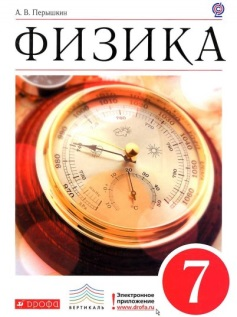 А. В. Перышкин
ФИЗИКА
7
дрофа
ВЕРТИКАЛЬ
Электронное
приложение
www.drofa.ru